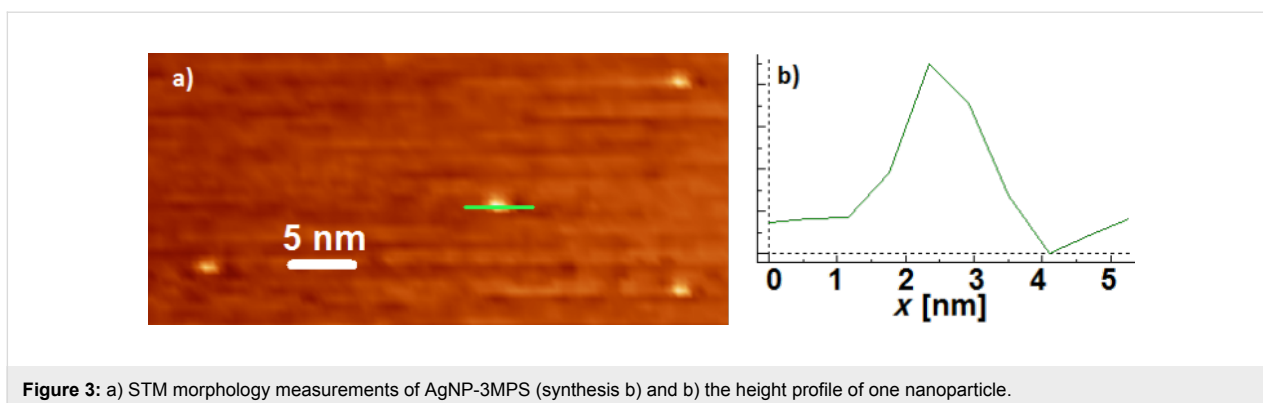 a)
5 nm
b)
0 1 2 3 4 5
x [nm]
Figure 3: a) STM morphology measurements of AgNP-3MPS (synthesis b) and b) the height profile of one nanoparticle.